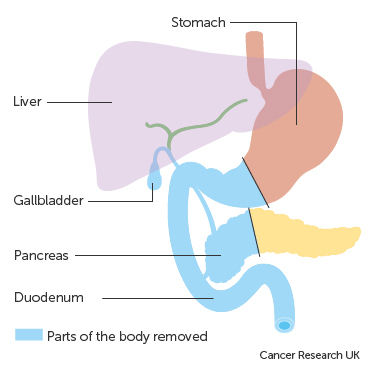 Stomach
Liver
Gallbladder
Pancreas
Duodenum
Parts of the body removed
Cancer Research UK